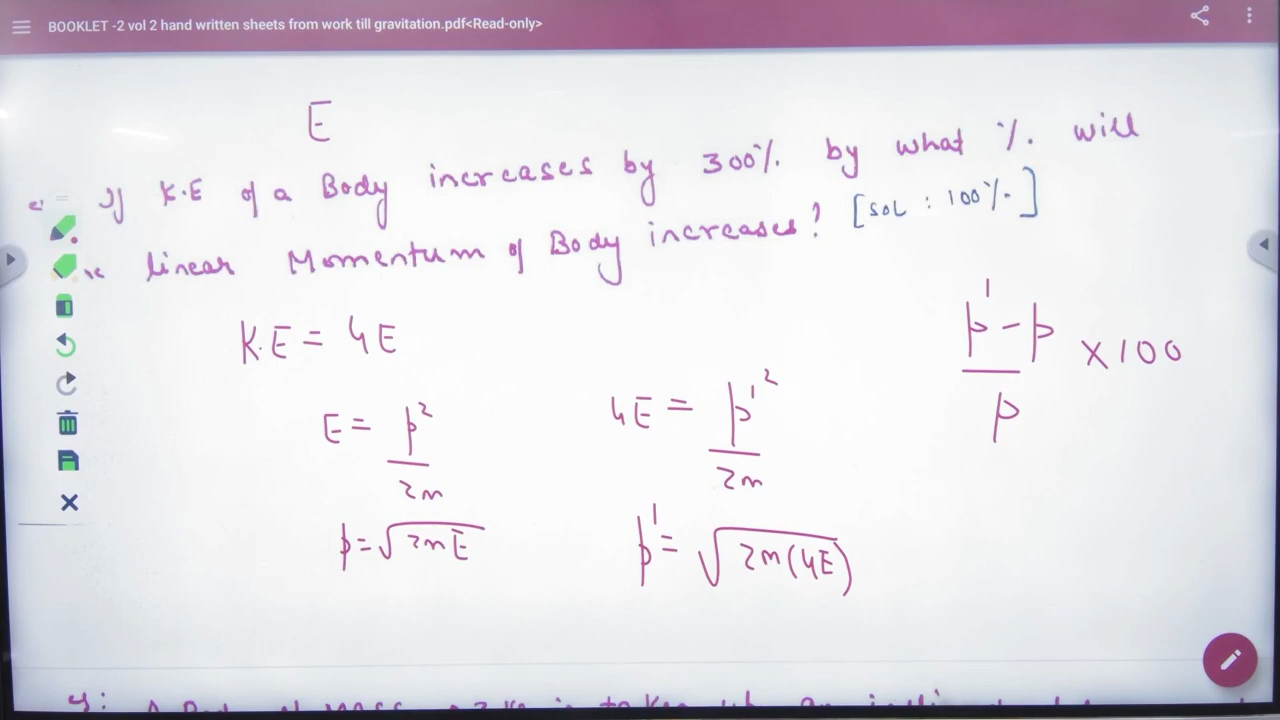 BOOKLET -2 vol 2 hand written sheets from work till gravitation.pdf<Read-only>
E
If K.E of a Body increases by 300% by what % will
linear Momentum of Body increases? [SOL : 100%]
K.E = 4E
E = p²/2m
4E = p'²/2m
(p' - p)/p × 100
p = √2mE
p' = √2m(4E)